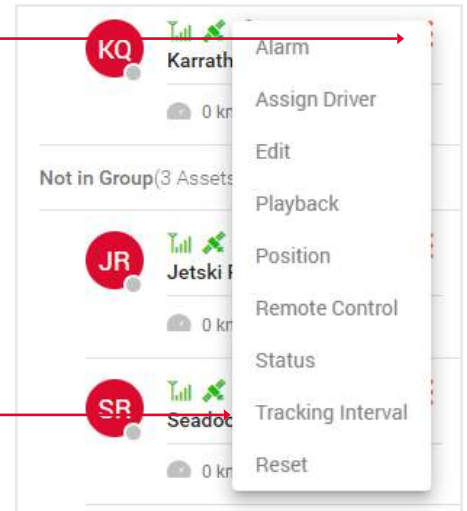 KQ
Karrath
0 km
Not in Group(3 Assets
JR
Jetski
0 km
SR
Seadoo
0 km
Alarm
Assign Driver
Edit
Playback
Position
Remote Control
Status
Tracking Interval
Reset